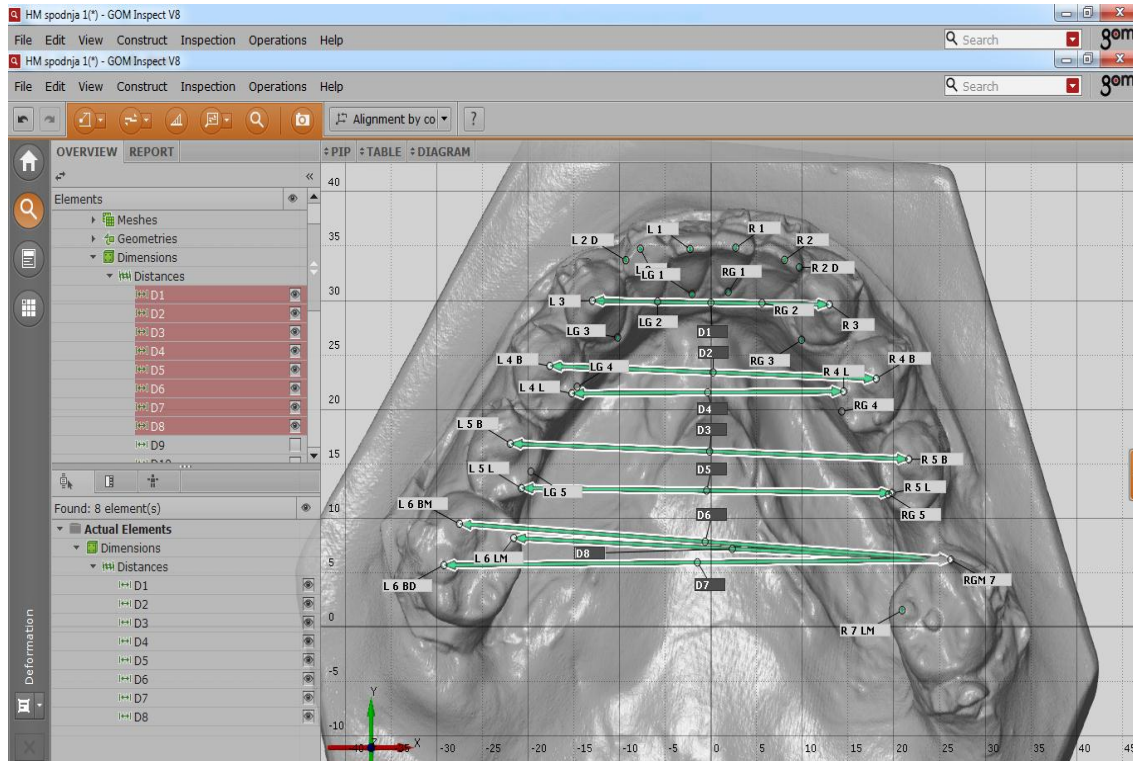 HM spodnja 1(*) - GOM Inspect V8
File Edit View Construct Inspection Operations Help
Search
gom
HM spodnja 1(*) - GOM Inspect V8
File Edit View Construct Inspection Operations Help
Search
gom
Alignment by co
?
OVERVIEW REPORT
PIP TABLE DIAGRAM
Elements
Meshes
Geometries
Dimensions
Distances
D1
D2
D3
D4
D5
D6
D7
D8
D9
Found: 8 element(s)
Actual Elements
Dimensions
Distances
D1
D2
D3
D4
D5
D6
D7
D8
Deformation
40
35
30
25
20
15
10
5
0
-5
-10
L 1
R 1
L 2 D
R 2
R 2 D
LG 1
RG 1
L 3
LG 2
RG 2
R 3
LG 3
D1
RG 3
D2
L 4 B
LG 4
R 4 L
R 4 B
L 4 L
D4
RG 4
L 5 B
D3
R 5 B
L 5 L
D5
R 5 L
LG 5
RG 5
L 6 BM
D6
D8
L 6 LM
L 6 BD
D7
RGM 7
R 7 LM
Y
X
-30 -25 -20 -15 -10 -5 0 5 10 15 20 25 30 35 40 45